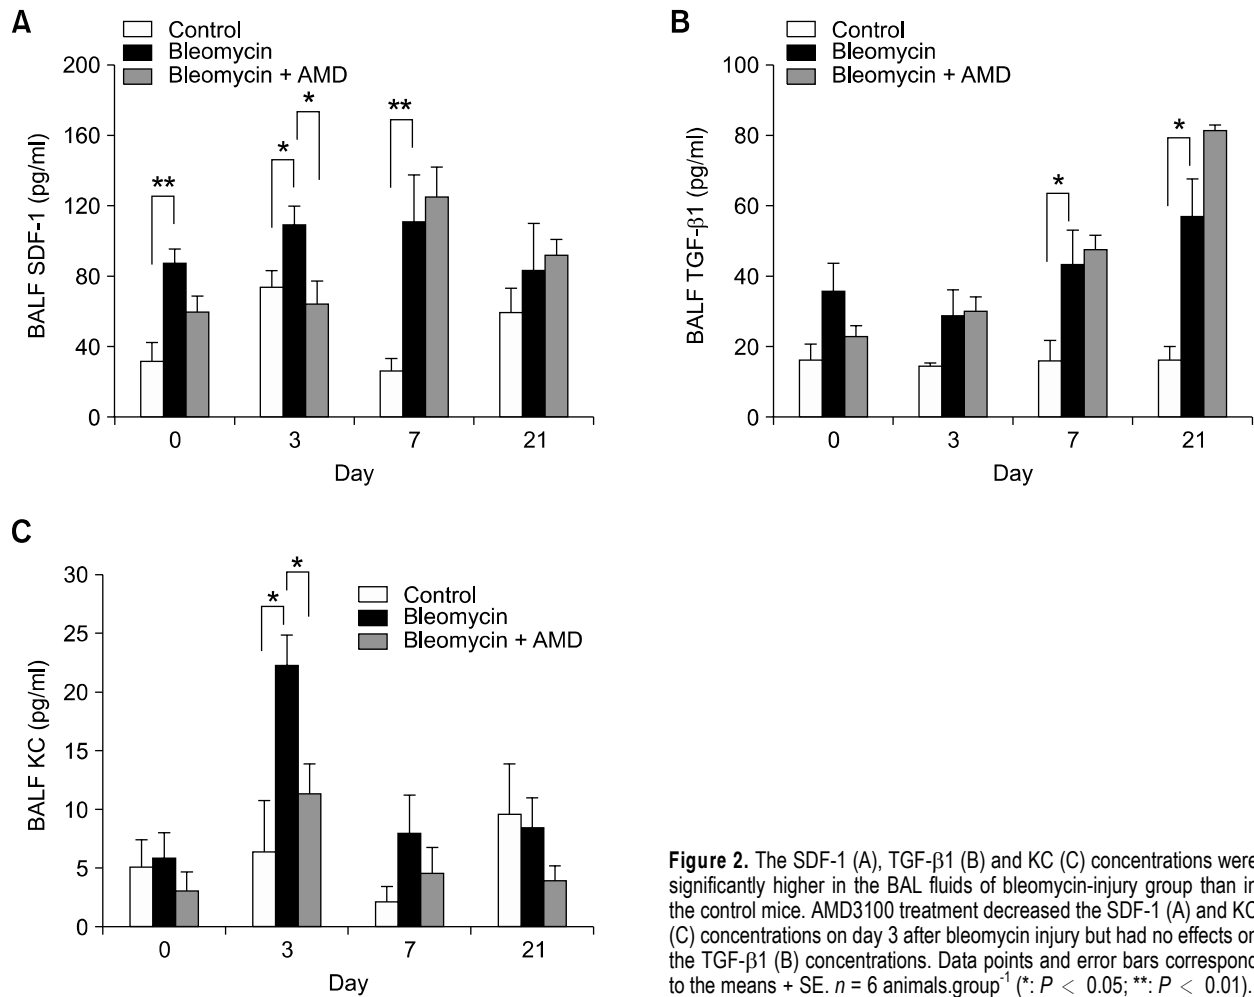 A
Control
Bleomycin
Bleomycin + AMD
200
160
120
80
40
0
BALF SDF-1 (pg/ml)
**
*
*
**
0 3 7 21
Day
B
Control
Bleomycin
Bleomycin + AMD
100
80
60
40
20
0
BALF TGF-β1 (pg/ml)
*
*
0 3 7 21
Day
C
Control
Bleomycin
Bleomycin + AMD
30
25
20
15
10
5
0
BALF KC (pg/ml)
*
*
0 3 7 21
Day
Figure 2. The SDF-1 (A), TGF-β1 (B) and KC (C) concentrations were
significantly higher in the BAL fluids of bleomycin-injury group than in
the control mice. AMD3100 treatment decreased the SDF-1 (A) and KC
(C) concentrations on day 3 after bleomycin injury but had no effects on
the TGF-β1 (B) concentrations. Data points and error bars correspond
to the means + SE. n = 6 animals.group⁻¹ (*: P < 0.05; **: P < 0.01).